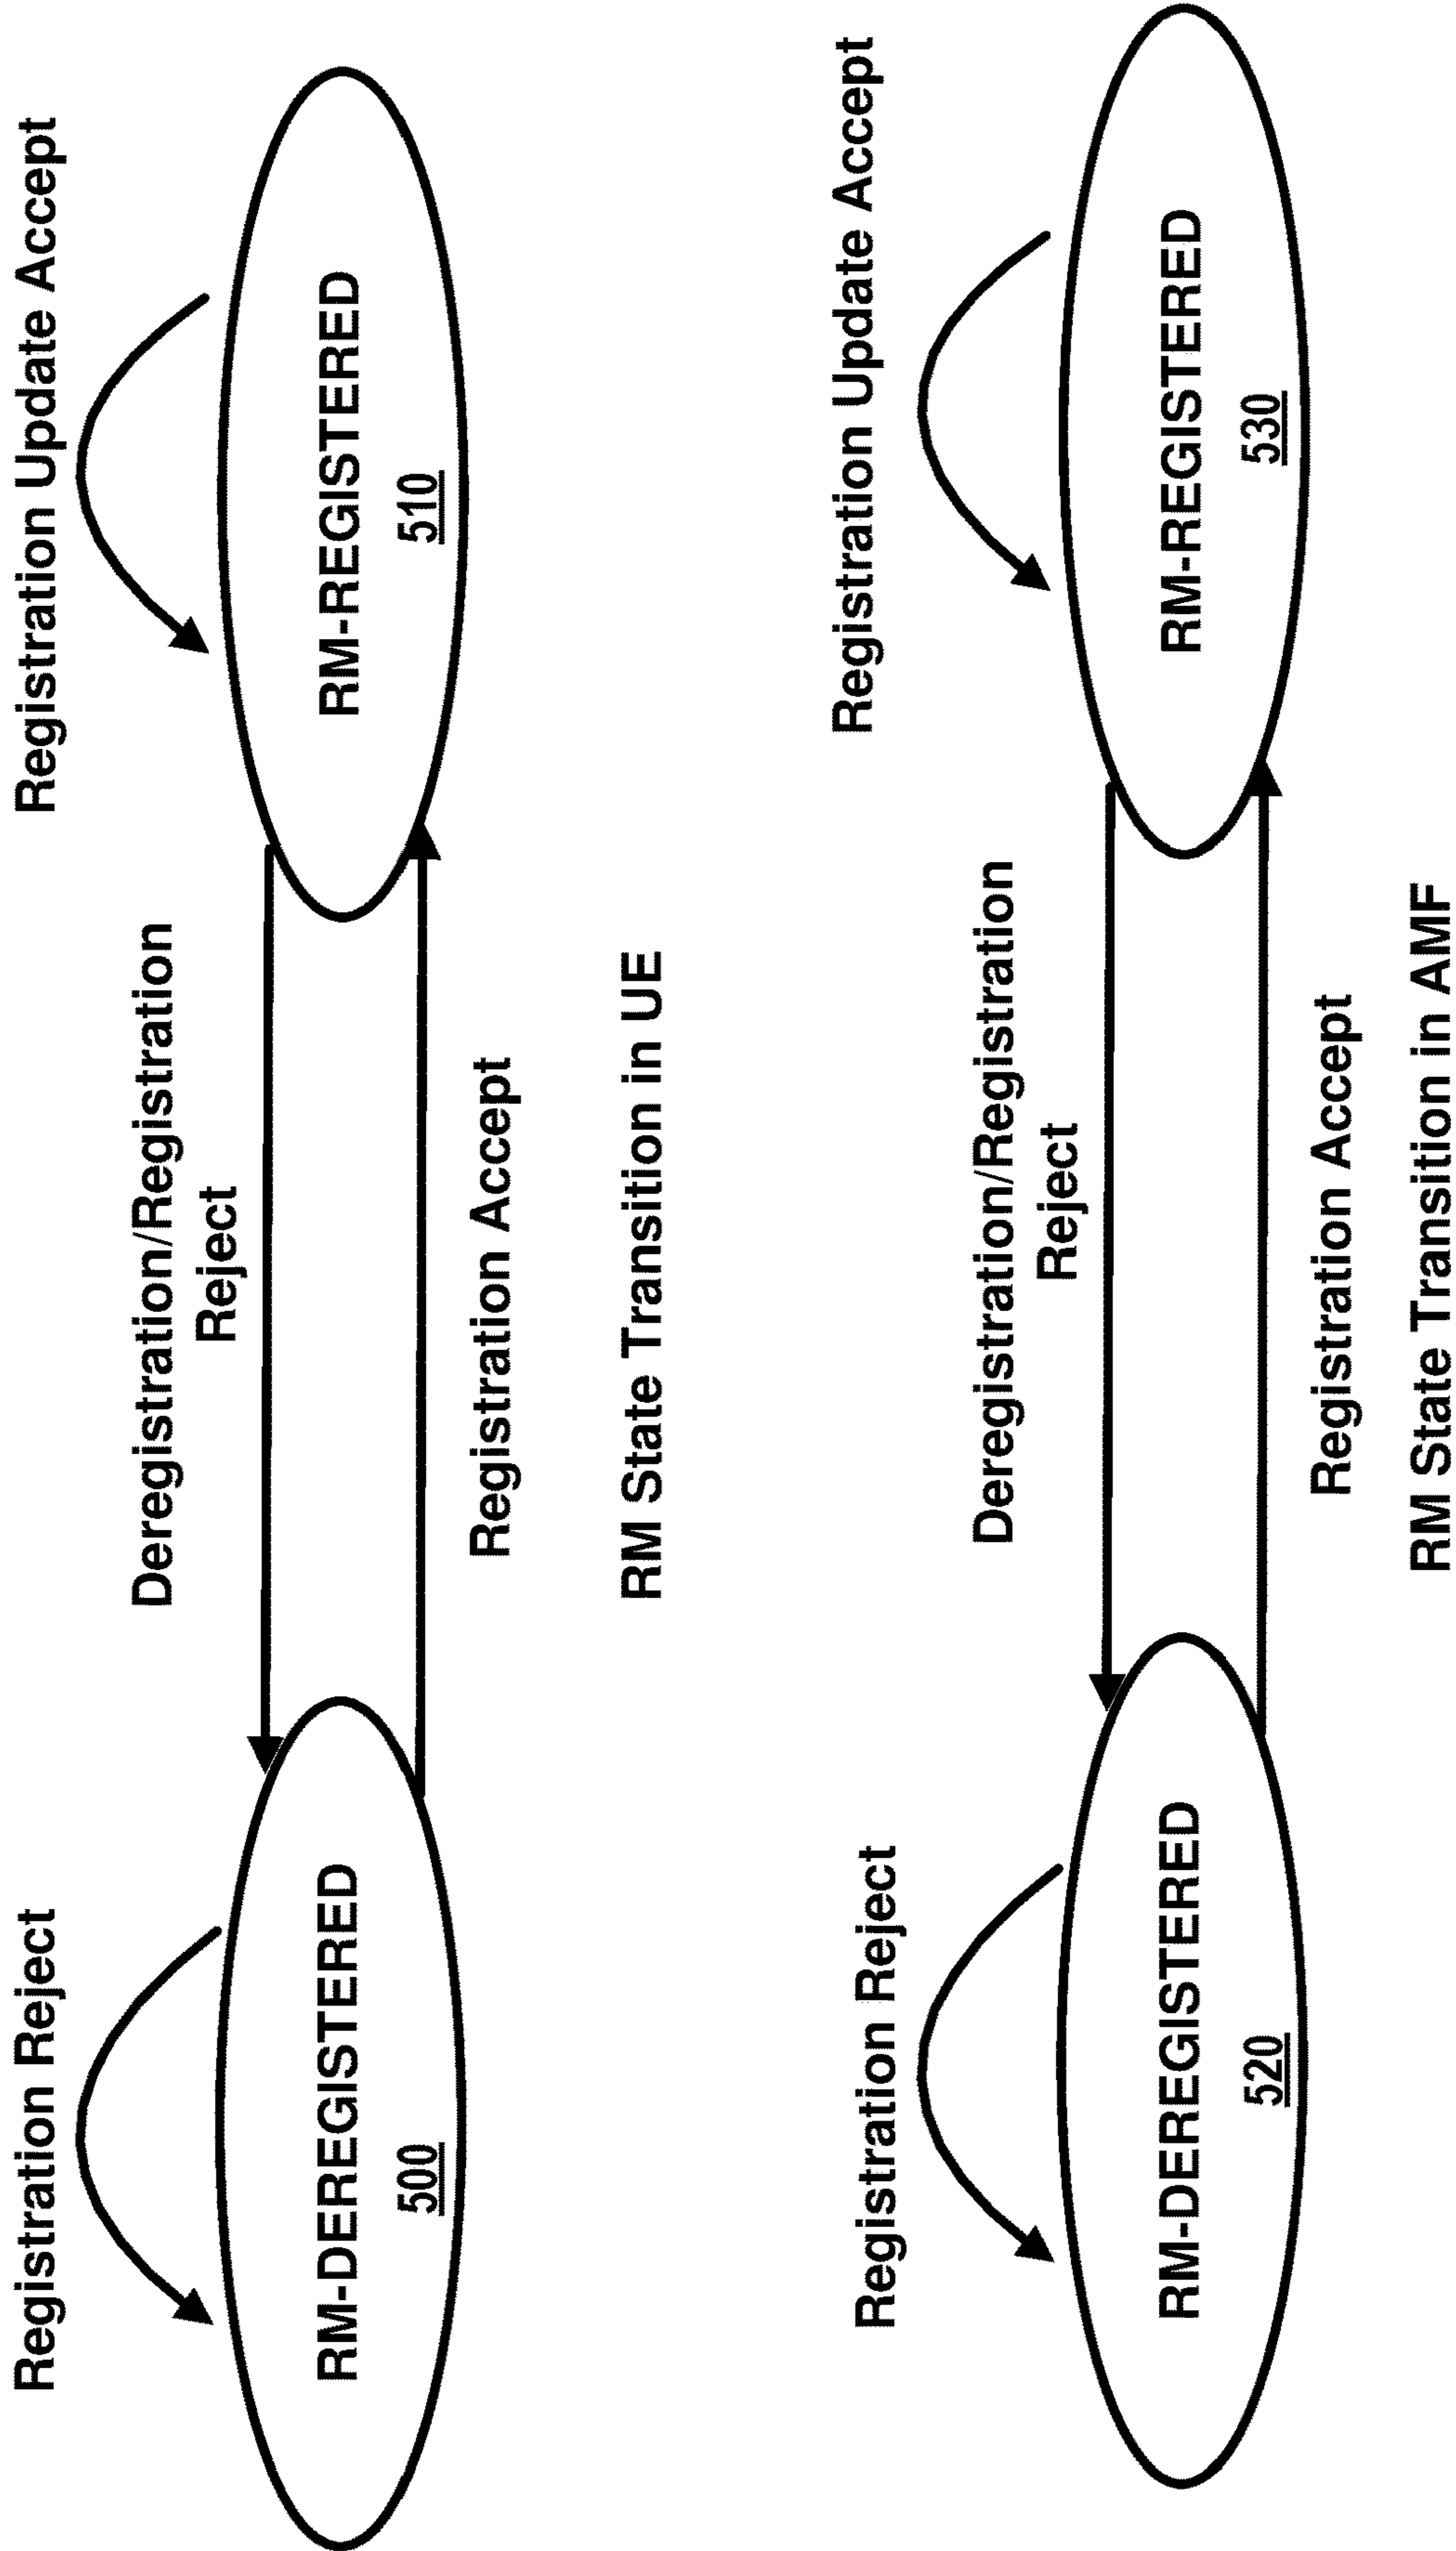 Registration Reject
Registration Update Accept
Deregistration/Registration
Reject
RM-DEREGISTERED
500
RM-REGISTERED
510
Registration Accept
RM State Transition in UE
Registration Reject
Registration Update Accept
Deregistration/Registration
Reject
RM-DEREGISTERED
520
RM-REGISTERED
530
Registration Accept
RM State Transition in AMF